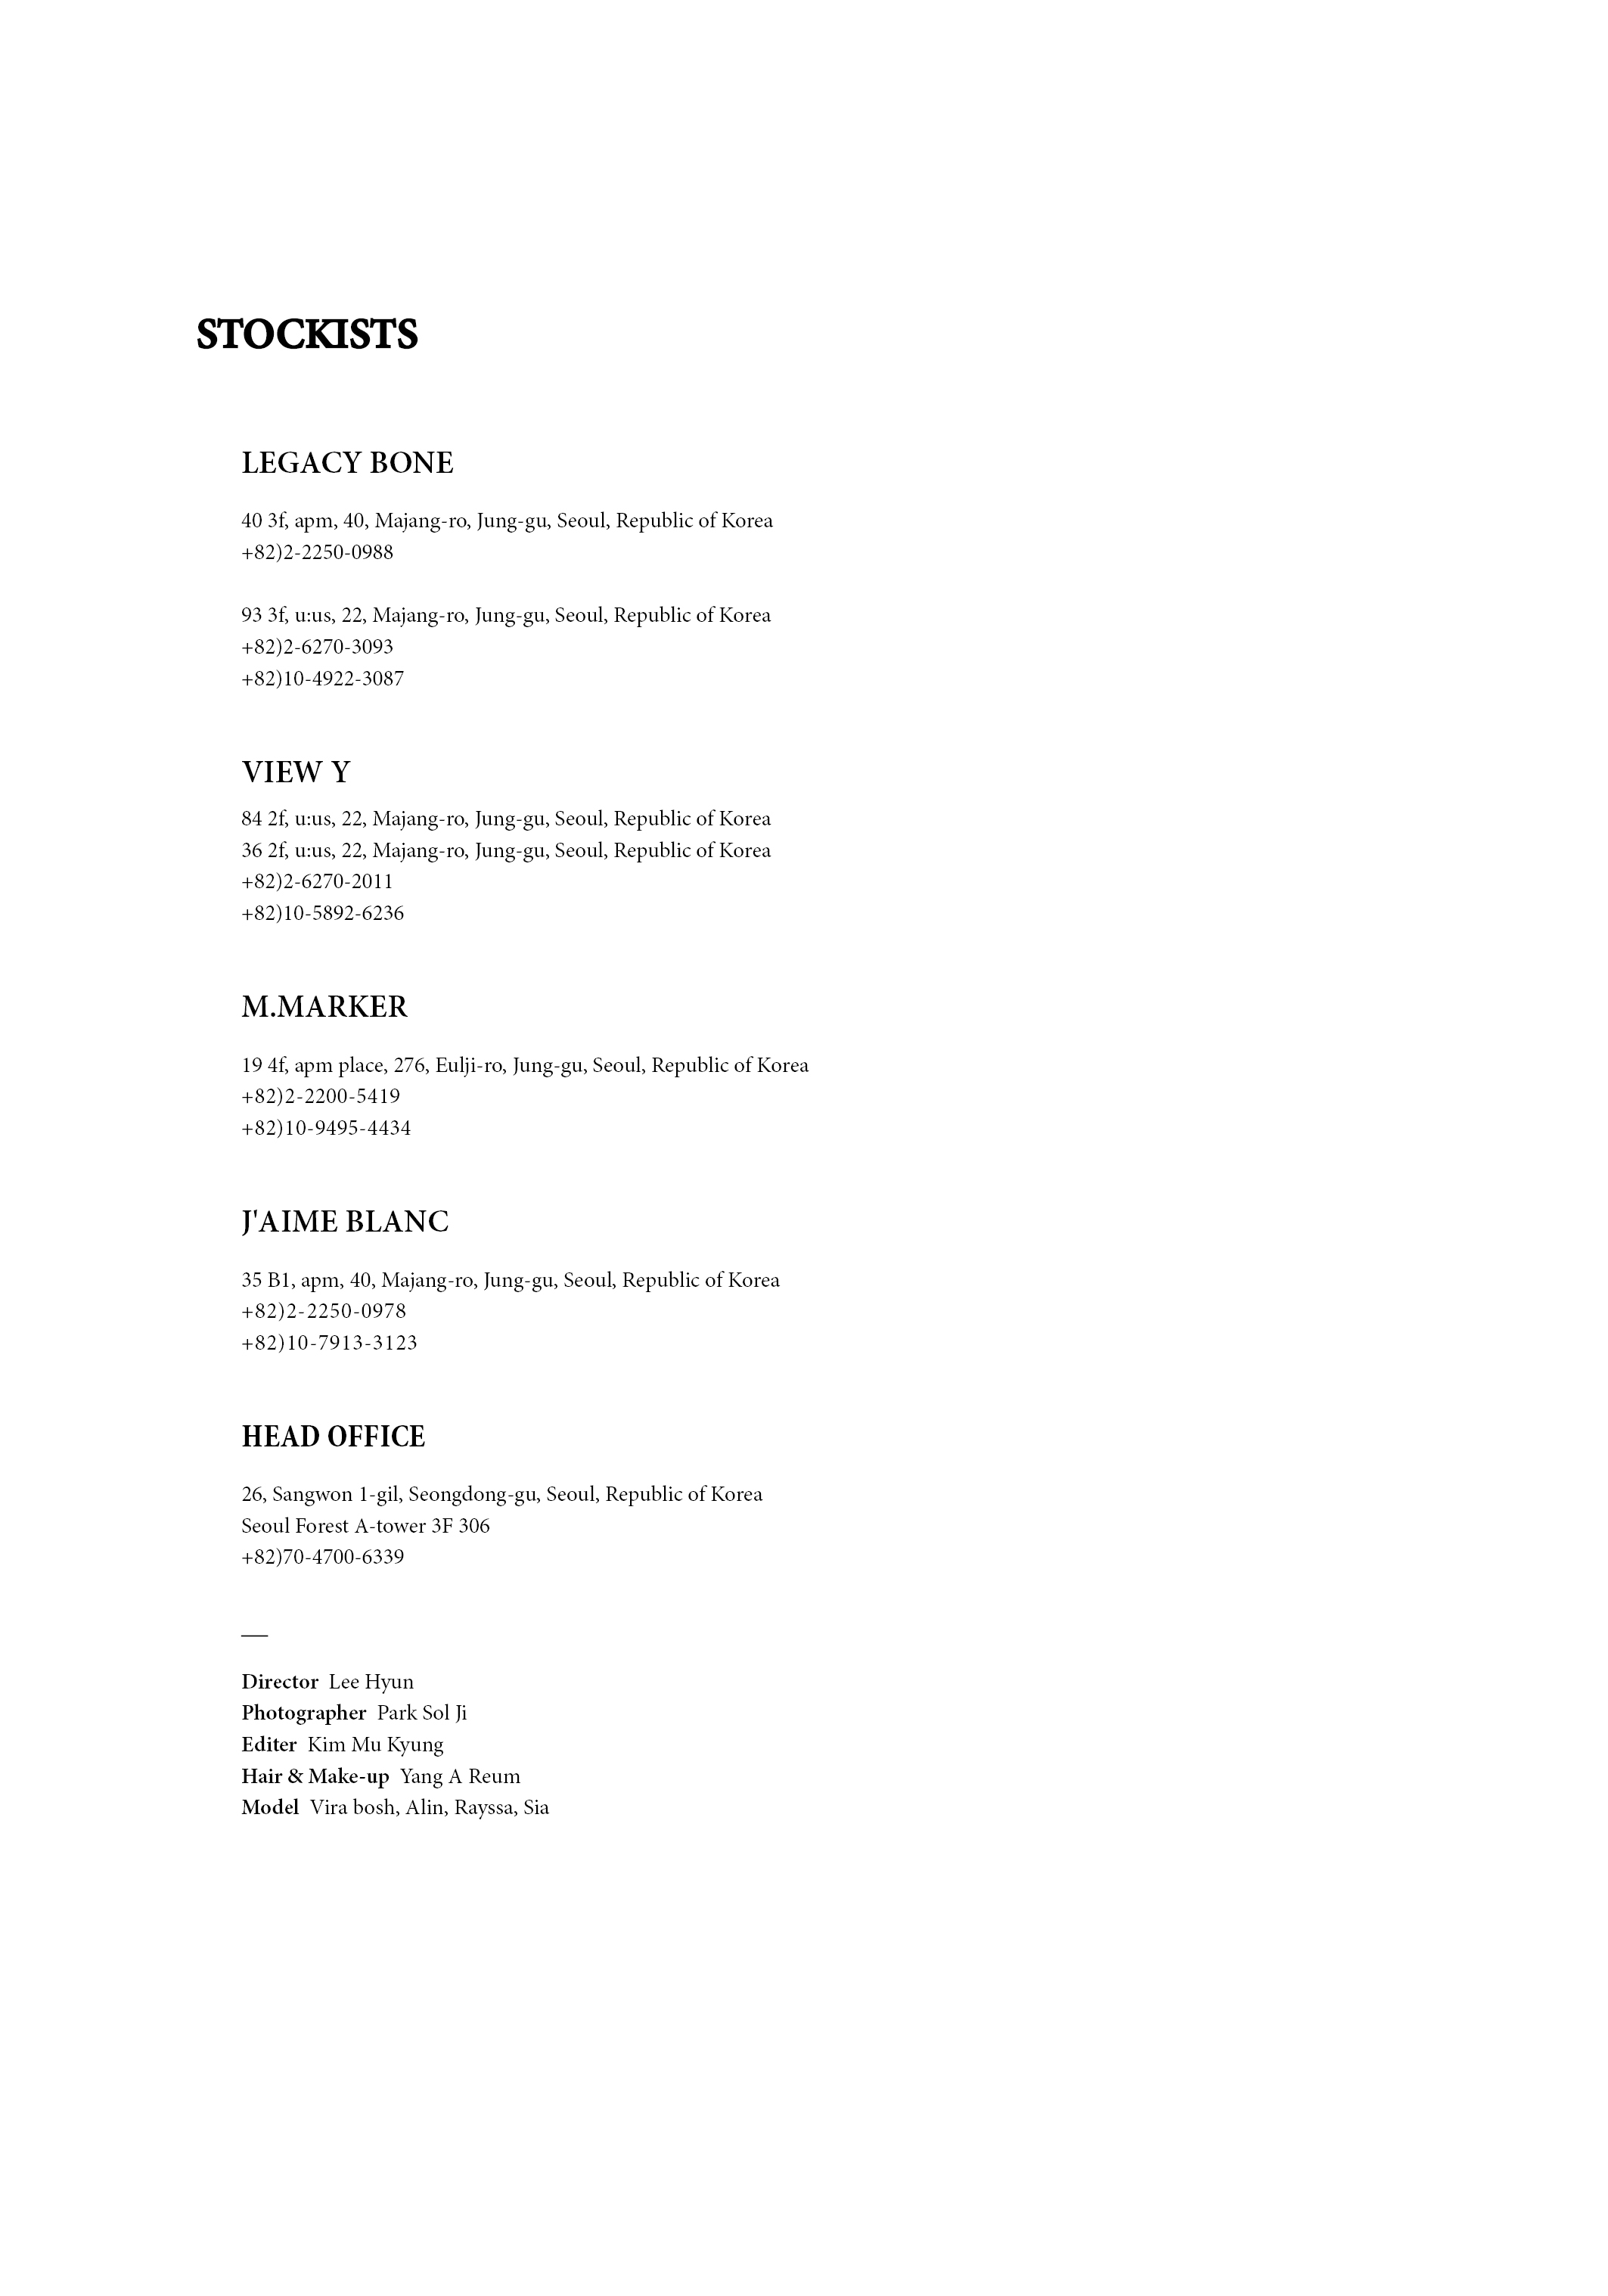 STOCKISTS
LEGACY BONE
40 3f, apm, 40, Majang-ro, Jung-gu, Seoul, Republic of Korea
+82)2-2250-0988
93 3f, u:us, 22, Majang-ro, Jung-gu, Seoul, Republic of Korea
+82)2-6270-3093
+82)10-4922-3087
VIEW Y
84 2f, u:us, 22, Majang-ro, Jung-gu, Seoul, Republic of Korea
36 2f, u:us, 22, Majang-ro, Jung-gu, Seoul, Republic of Korea
+82)2-6270-2011
+82)10-5892-6236
M.MARKER
19 4f, apm place, 276, Eulji-ro, Jung-gu, Seoul, Republic of Korea
+82)2-2200-5419
+82)10-9495-4434
J'AIME BLANC
35 B1, apm, 40, Majang-ro, Jung-gu, Seoul, Republic of Korea
+82)2-2250-0978
+82)10-7913-3123
HEAD OFFICE
26, Sangwon 1-gil, Seongdong-gu, Seoul, Republic of Korea
Seoul Forest A-tower 3F 306
+82)70-4700-6339
Director Lee Hyun
Photographer Park Sol Ji
Editer Kim Mu Kyung
Hair & Make-up Yang A Reum
Model Vira bosh, Alin, Rayssa, Sia